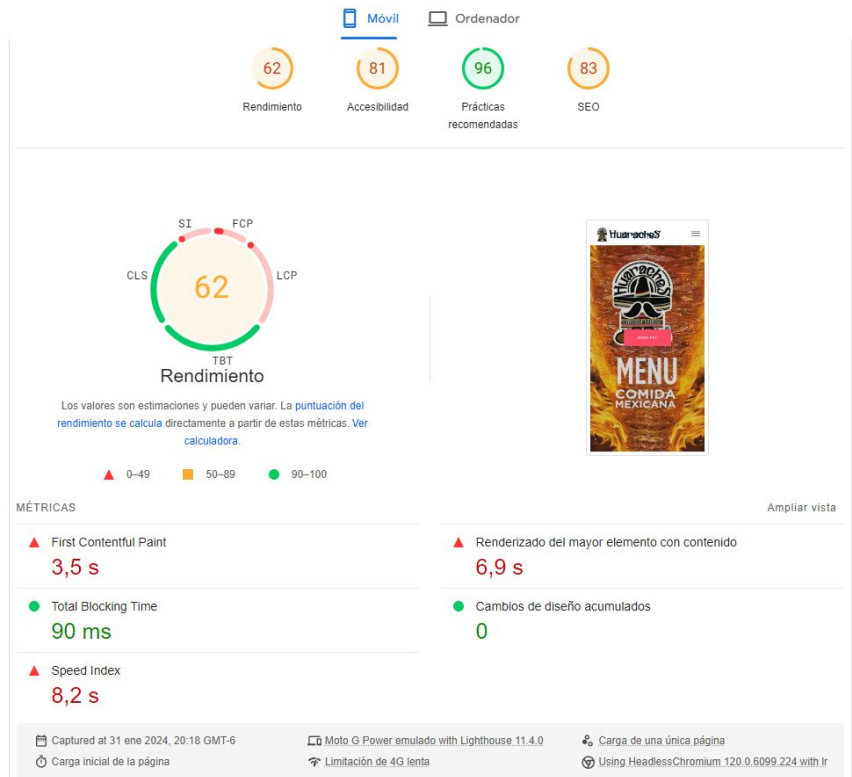 Móvil
Ordenador
62
81
96
83
Rendimiento
Accesibilidad
Prácticas
recomendadas
SEO
SI
FCP
CLS
LCP
62
TBT
Rendimiento
Los valores son estimaciones y pueden variar. La puntuación del
rendimiento se calcula directamente a partir de estas métricas. Ver
calculadora.
0–49
50–89
90–100
HuaracheS
HuaracheS
MENU
COMIDA
MEXICANA
MÉTRICAS
Ampliar vista
First Contentful Paint
3,5 s
Renderizado del mayor elemento con contenido
6,9 s
Total Blocking Time
90 ms
Cambios de diseño acumulados
0
Speed Index
8,2 s
Captured at 31 ene 2024, 20:18 GMT-6
Moto G Power emulado with Lighthouse 11.4.0
Carga de una única página
Carga inicial de la página
Limitación de 4G lenta
Using HeadlessChromium 120.0.6099.224 with lr